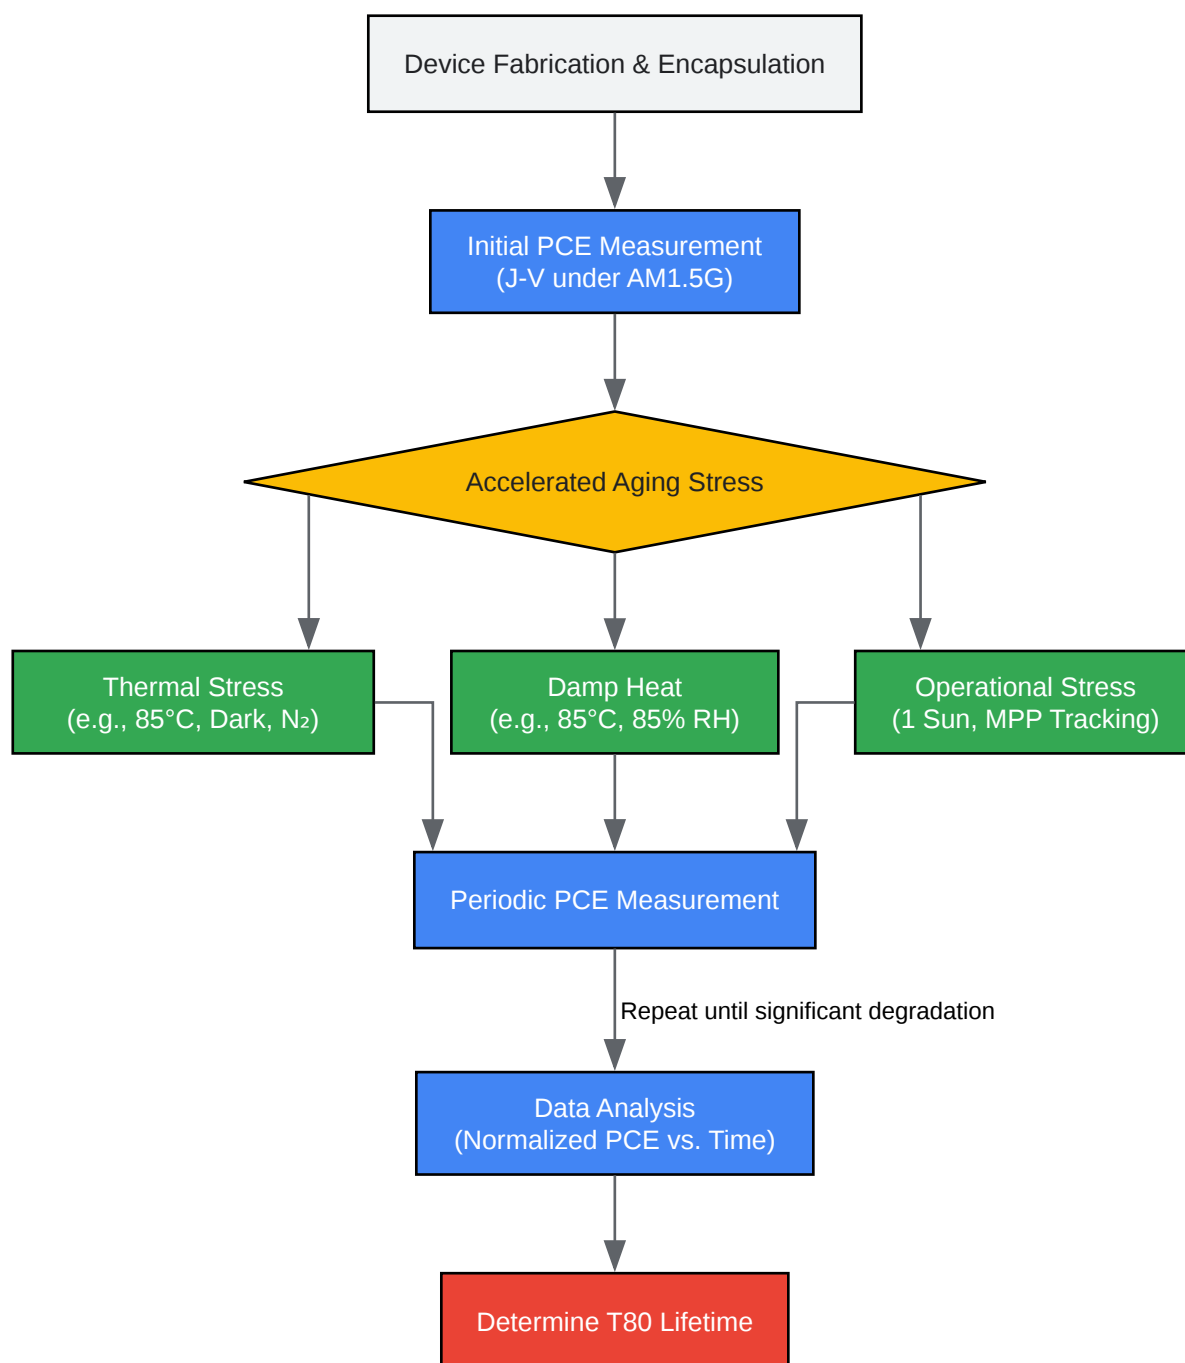 Device Fabrication & Encapsulation
Initial PCE Measurement
(J-V under AM1.5G)
Accelerated Aging Stress
Thermal Stress
(e.g., 85°C, Dark, N₂)
Damp Heat
(e.g., 85°C, 85% RH)
Operational Stress
(1 Sun, MPP Tracking)
Periodic PCE Measurement
Repeat until significant degradation
Data Analysis
(Normalized PCE vs. Time)
Determine T80 Lifetime